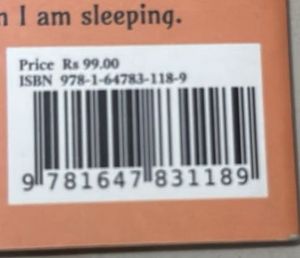 I am sleeping.
Price Rs 99.00
ISBN 978-1-64783-118-9
9 781647 831189